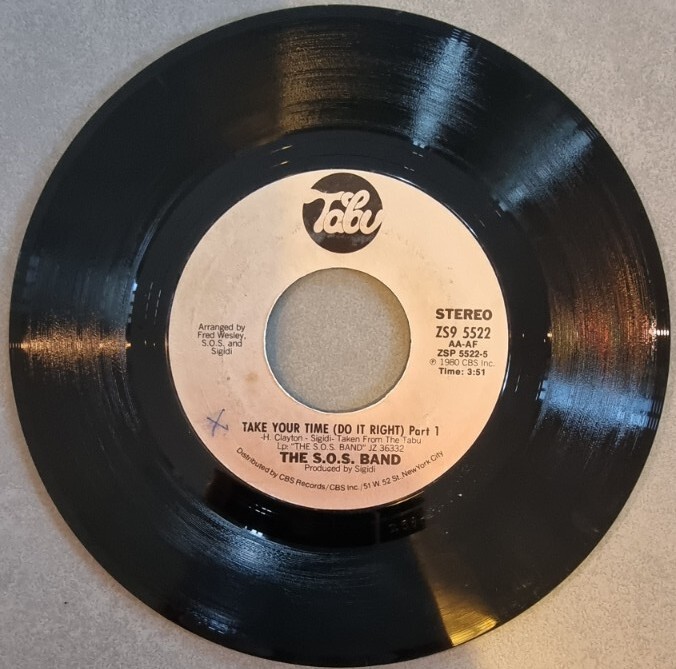 Tabu
STEREO
ZS9 5522
AA-AF
ZSP 5522-5
℗ 1980 CBS Inc.
Time: 3:51
Arranged by
Fred Wesley,
S.O.S. and
Sigidi
TAKE YOUR TIME (DO IT RIGHT) Part 1
-H. Clayton - Sigidi- Taken From The Tabu
Lp: "THE S.O.S. BAND" JZ 36332
THE S.O.S. BAND
Produced by Sigidi
Distributed by CBS Records/CBS Inc./51 W. 52 St. New York City